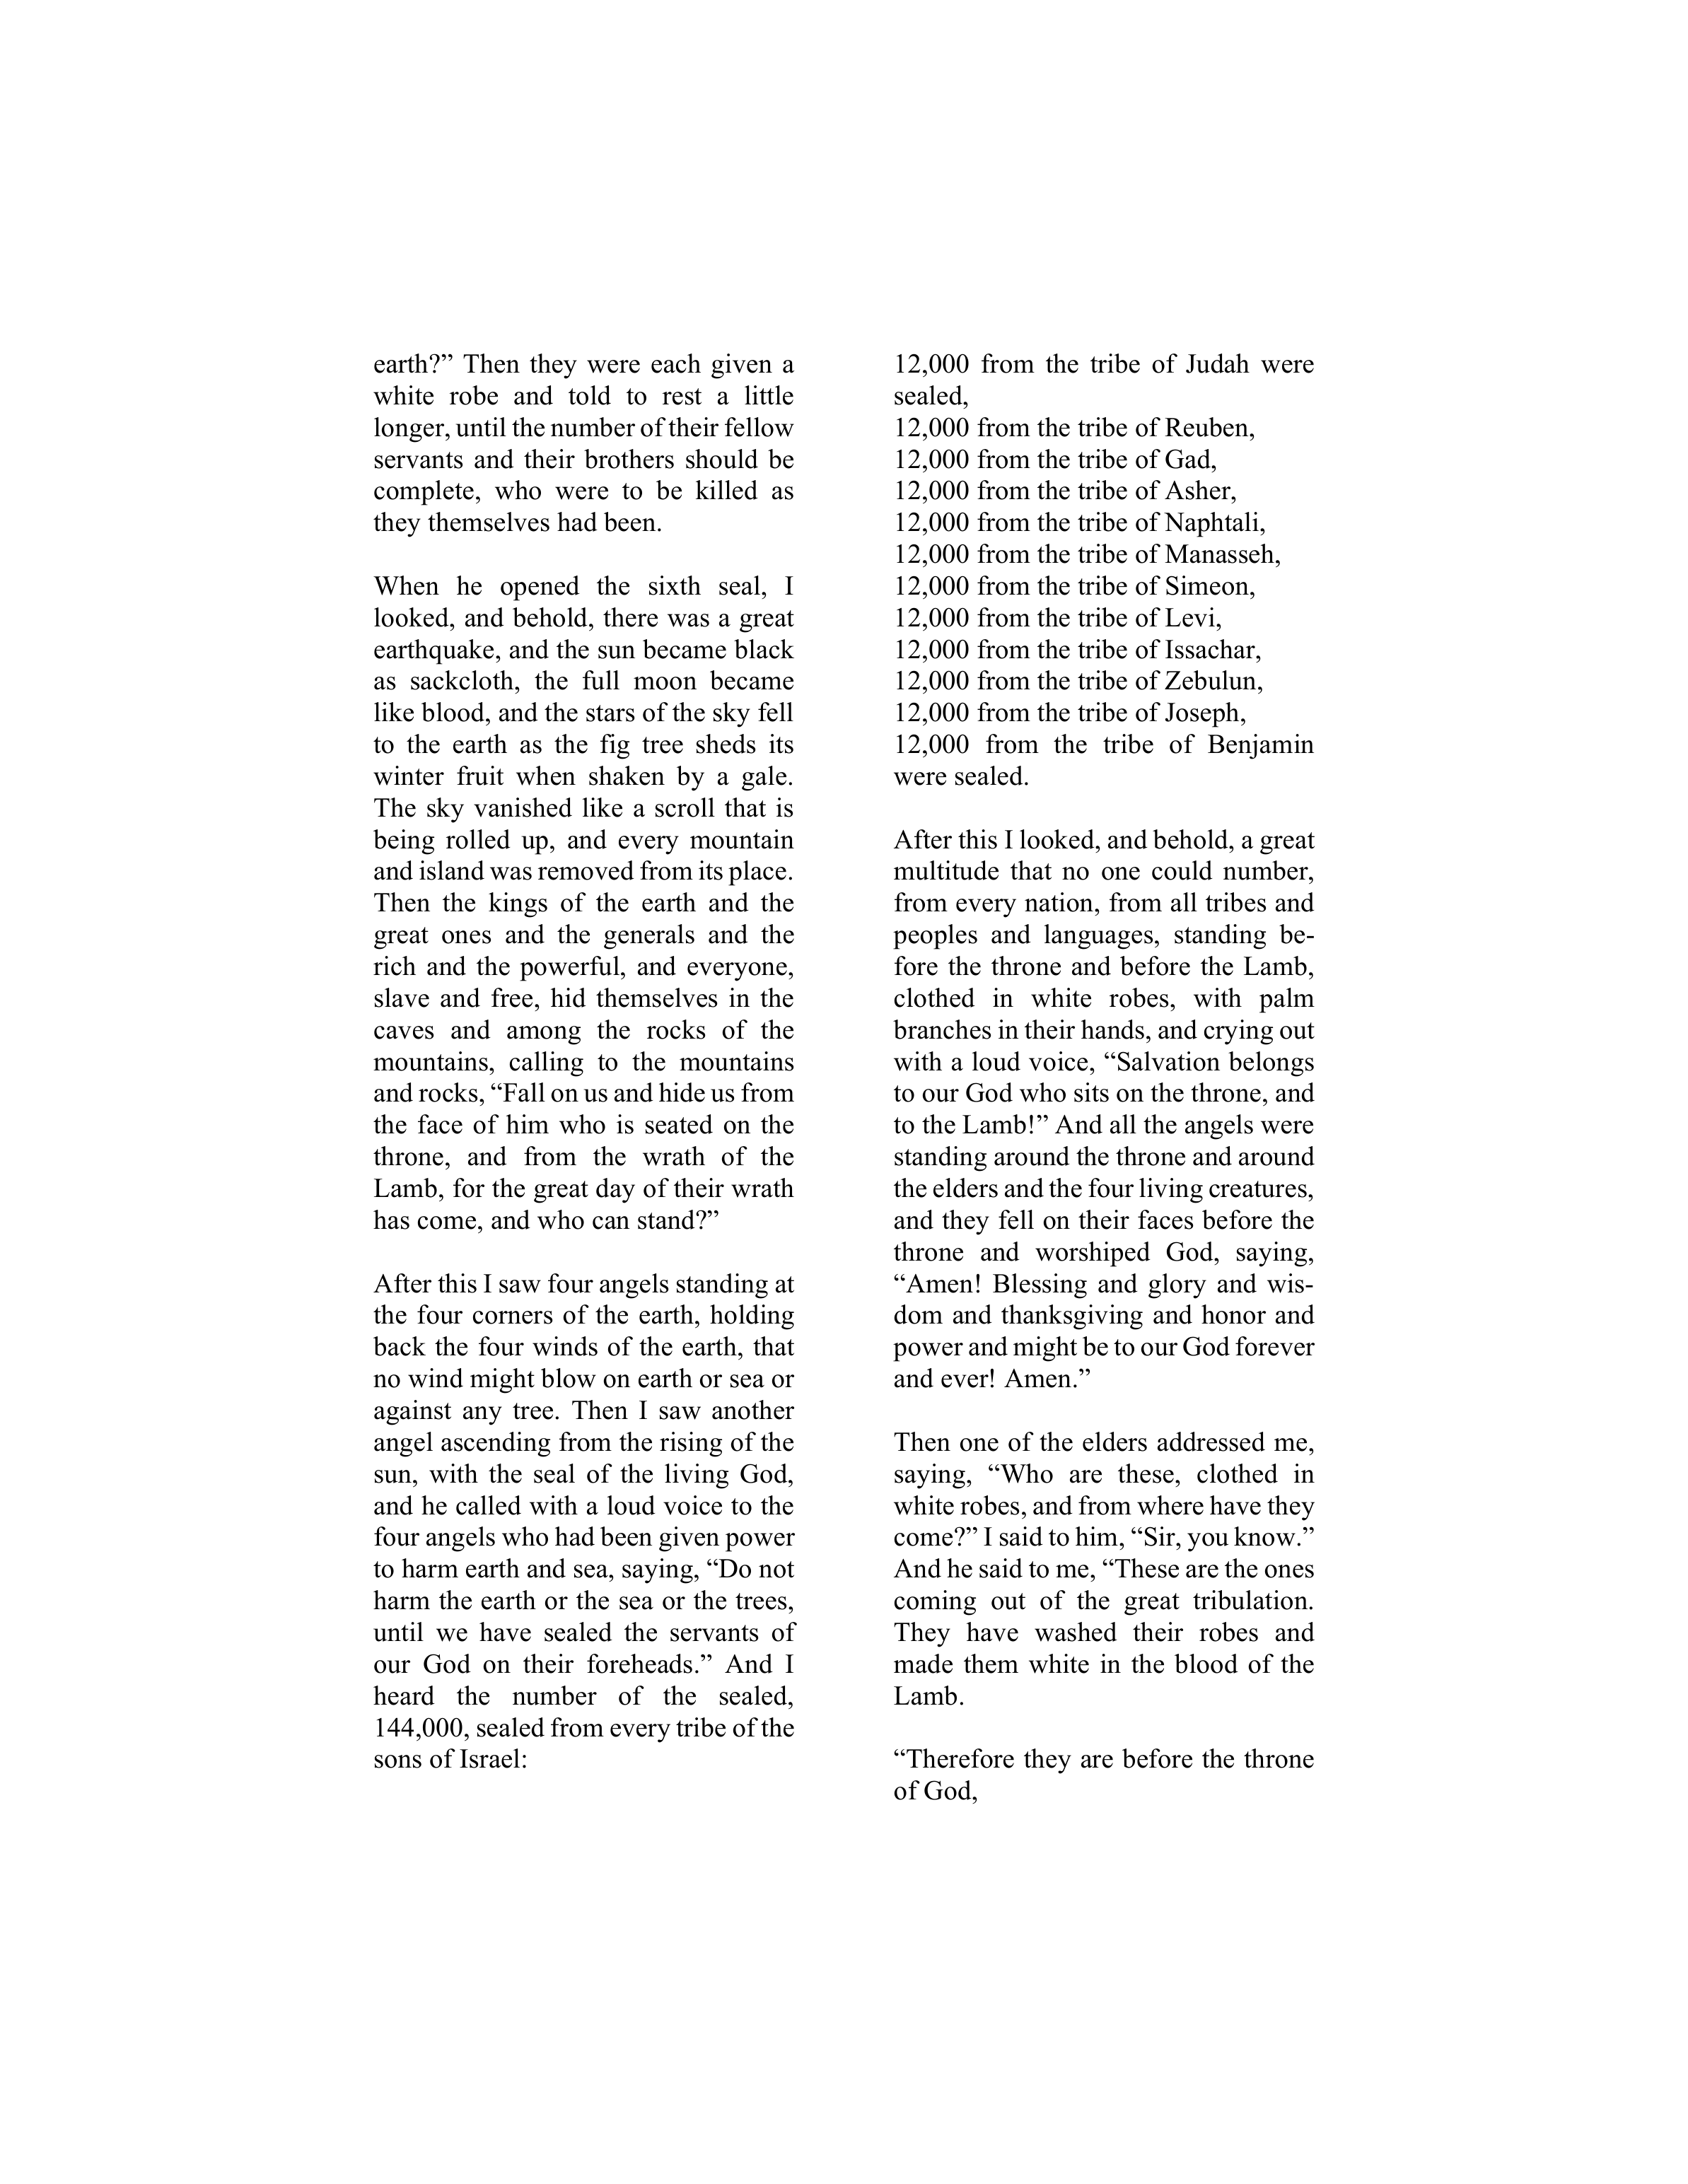 earth?” Then they were each given a
white robe and told to rest a little
longer, until the number of their fellow
servants and their brothers should be
complete, who were to be killed as
they themselves had been.
When he opened the sixth seal, I
looked, and behold, there was a great
earthquake, and the sun became black
as sackcloth, the full moon became
like blood, and the stars of the sky fell
to the earth as the fig tree sheds its
winter fruit when shaken by a gale.
The sky vanished like a scroll that is
being rolled up, and every mountain
and island was removed from its place.
Then the kings of the earth and the
great ones and the generals and the
rich and the powerful, and everyone,
slave and free, hid themselves in the
caves and among the rocks of the
mountains, calling to the mountains
and rocks, “Fall on us and hide us from
the face of him who is seated on the
throne, and from the wrath of the
Lamb, for the great day of their wrath
has come, and who can stand?”
After this I saw four angels standing at
the four corners of the earth, holding
back the four winds of the earth, that
no wind might blow on earth or sea or
against any tree. Then I saw another
angel ascending from the rising of the
sun, with the seal of the living God,
and he called with a loud voice to the
four angels who had been given power
to harm earth and sea, saying, “Do not
harm the earth or the sea or the trees,
until we have sealed the servants of
our God on their foreheads.” And I
heard the number of the sealed,
144,000, sealed from every tribe of the
sons of Israel:
12,000 from the tribe of Judah were
sealed,
12,000 from the tribe of Reuben,
12,000 from the tribe of Gad,
12,000 from the tribe of Asher,
12,000 from the tribe of Naphtali,
12,000 from the tribe of Manasseh,
12,000 from the tribe of Simeon,
12,000 from the tribe of Levi,
12,000 from the tribe of Issachar,
12,000 from the tribe of Zebulun,
12,000 from the tribe of Joseph,
12,000 from the tribe of Benjamin
were sealed.
After this I looked, and behold, a great
multitude that no one could number,
from every nation, from all tribes and
peoples and languages, standing be-
fore the throne and before the Lamb,
clothed in white robes, with palm
branches in their hands, and crying out
with a loud voice, “Salvation belongs
to our God who sits on the throne, and
to the Lamb!” And all the angels were
standing around the throne and around
the elders and the four living creatures,
and they fell on their faces before the
throne and worshiped God, saying,
“Amen! Blessing and glory and wis-
dom and thanksgiving and honor and
power and might be to our God forever
and ever! Amen.”
Then one of the elders addressed me,
saying, “Who are these, clothed in
white robes, and from where have they
come?” I said to him, “Sir, you know.”
And he said to me, “These are the ones
coming out of the great tribulation.
They have washed their robes and
made them white in the blood of the
Lamb.
“Therefore they are before the throne
of God,